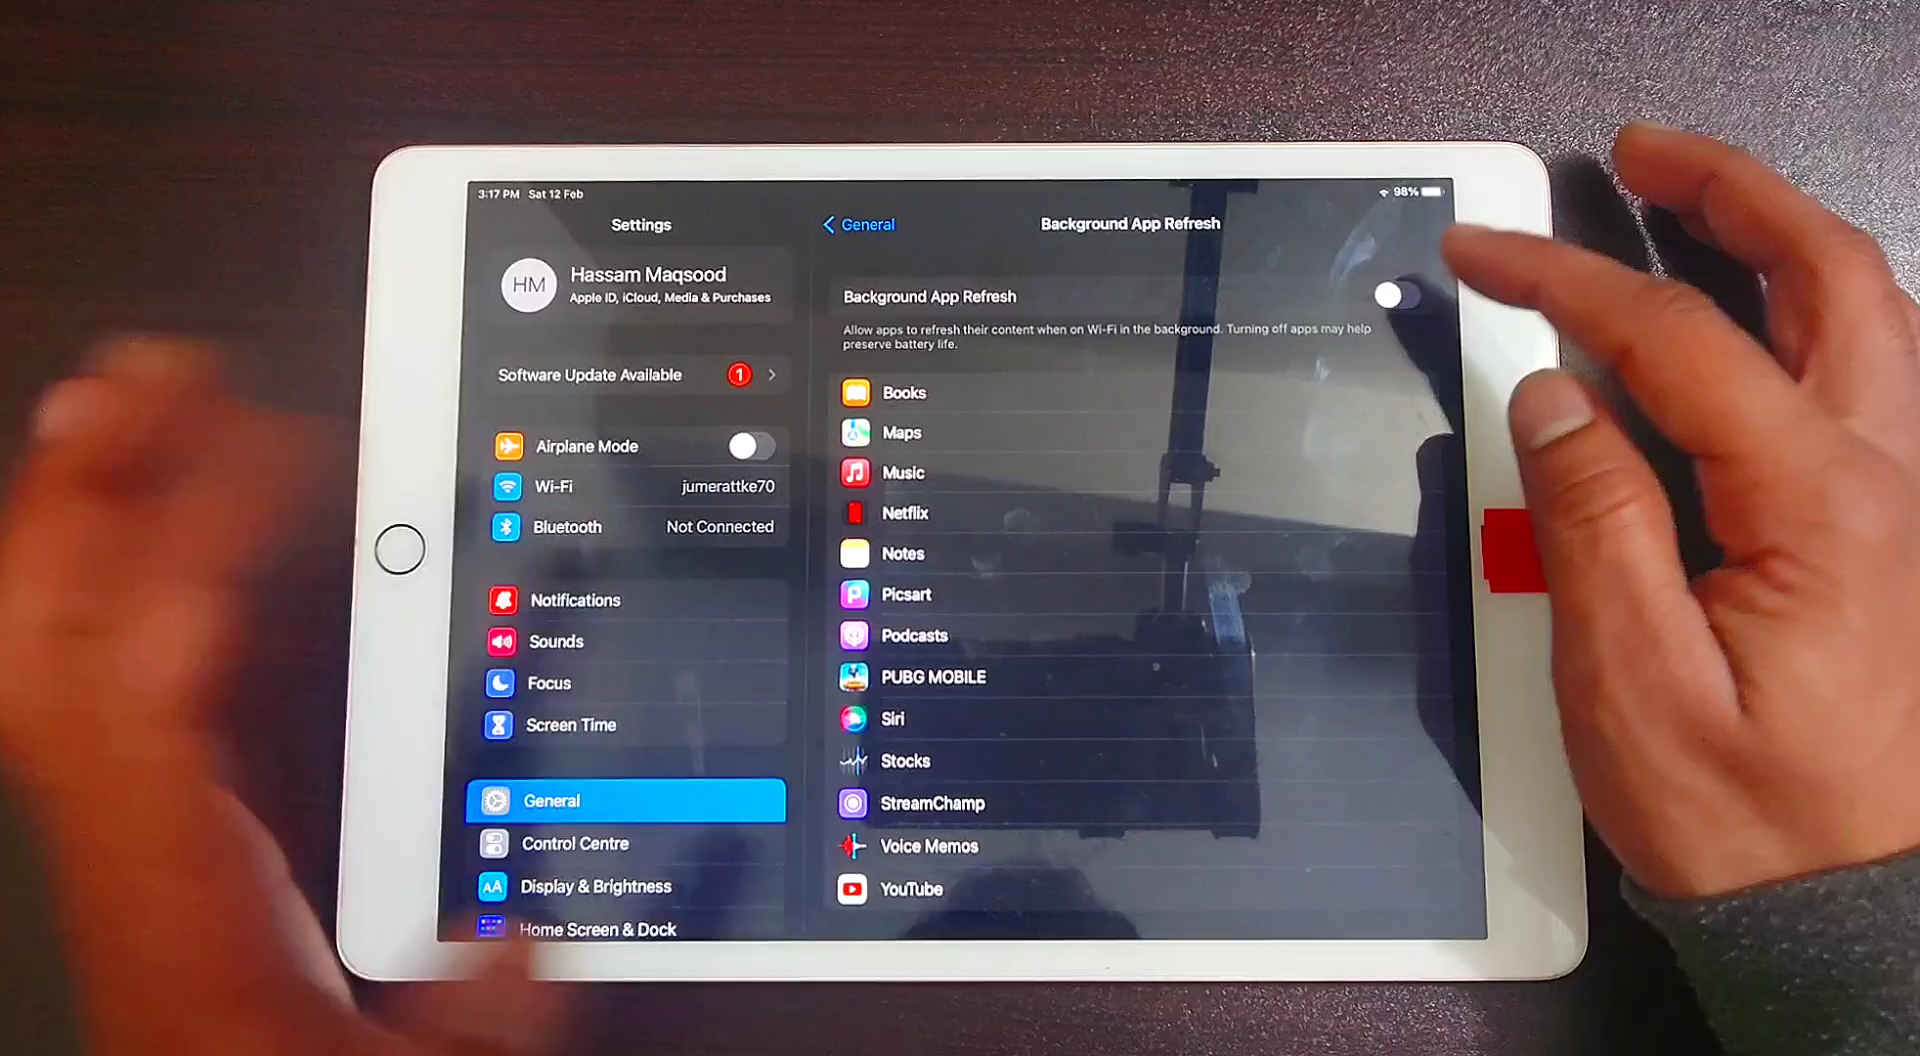 3:17 PM Sat 12 Feb
98%
Settings
HM
Hassam Maqsood
Apple ID, iCloud, Media & Purchases
Software Update Available 1
Airplane Mode
Wi-Fi jumerattke70
Bluetooth Not Connected
Notifications
Sounds
Focus
Screen Time
General
Control Centre
AA Display & Brightness
Home Screen & Dock
General
Background App Refresh
Background App Refresh
Allow apps to refresh their content when on Wi-Fi in the background. Turning off apps may help
preserve battery life.
Books
Maps
Music
Netflix
Notes
P Picsart
Podcasts
PUBG MOBILE
Siri
Stocks
StreamChamp
Voice Memos
YouTube